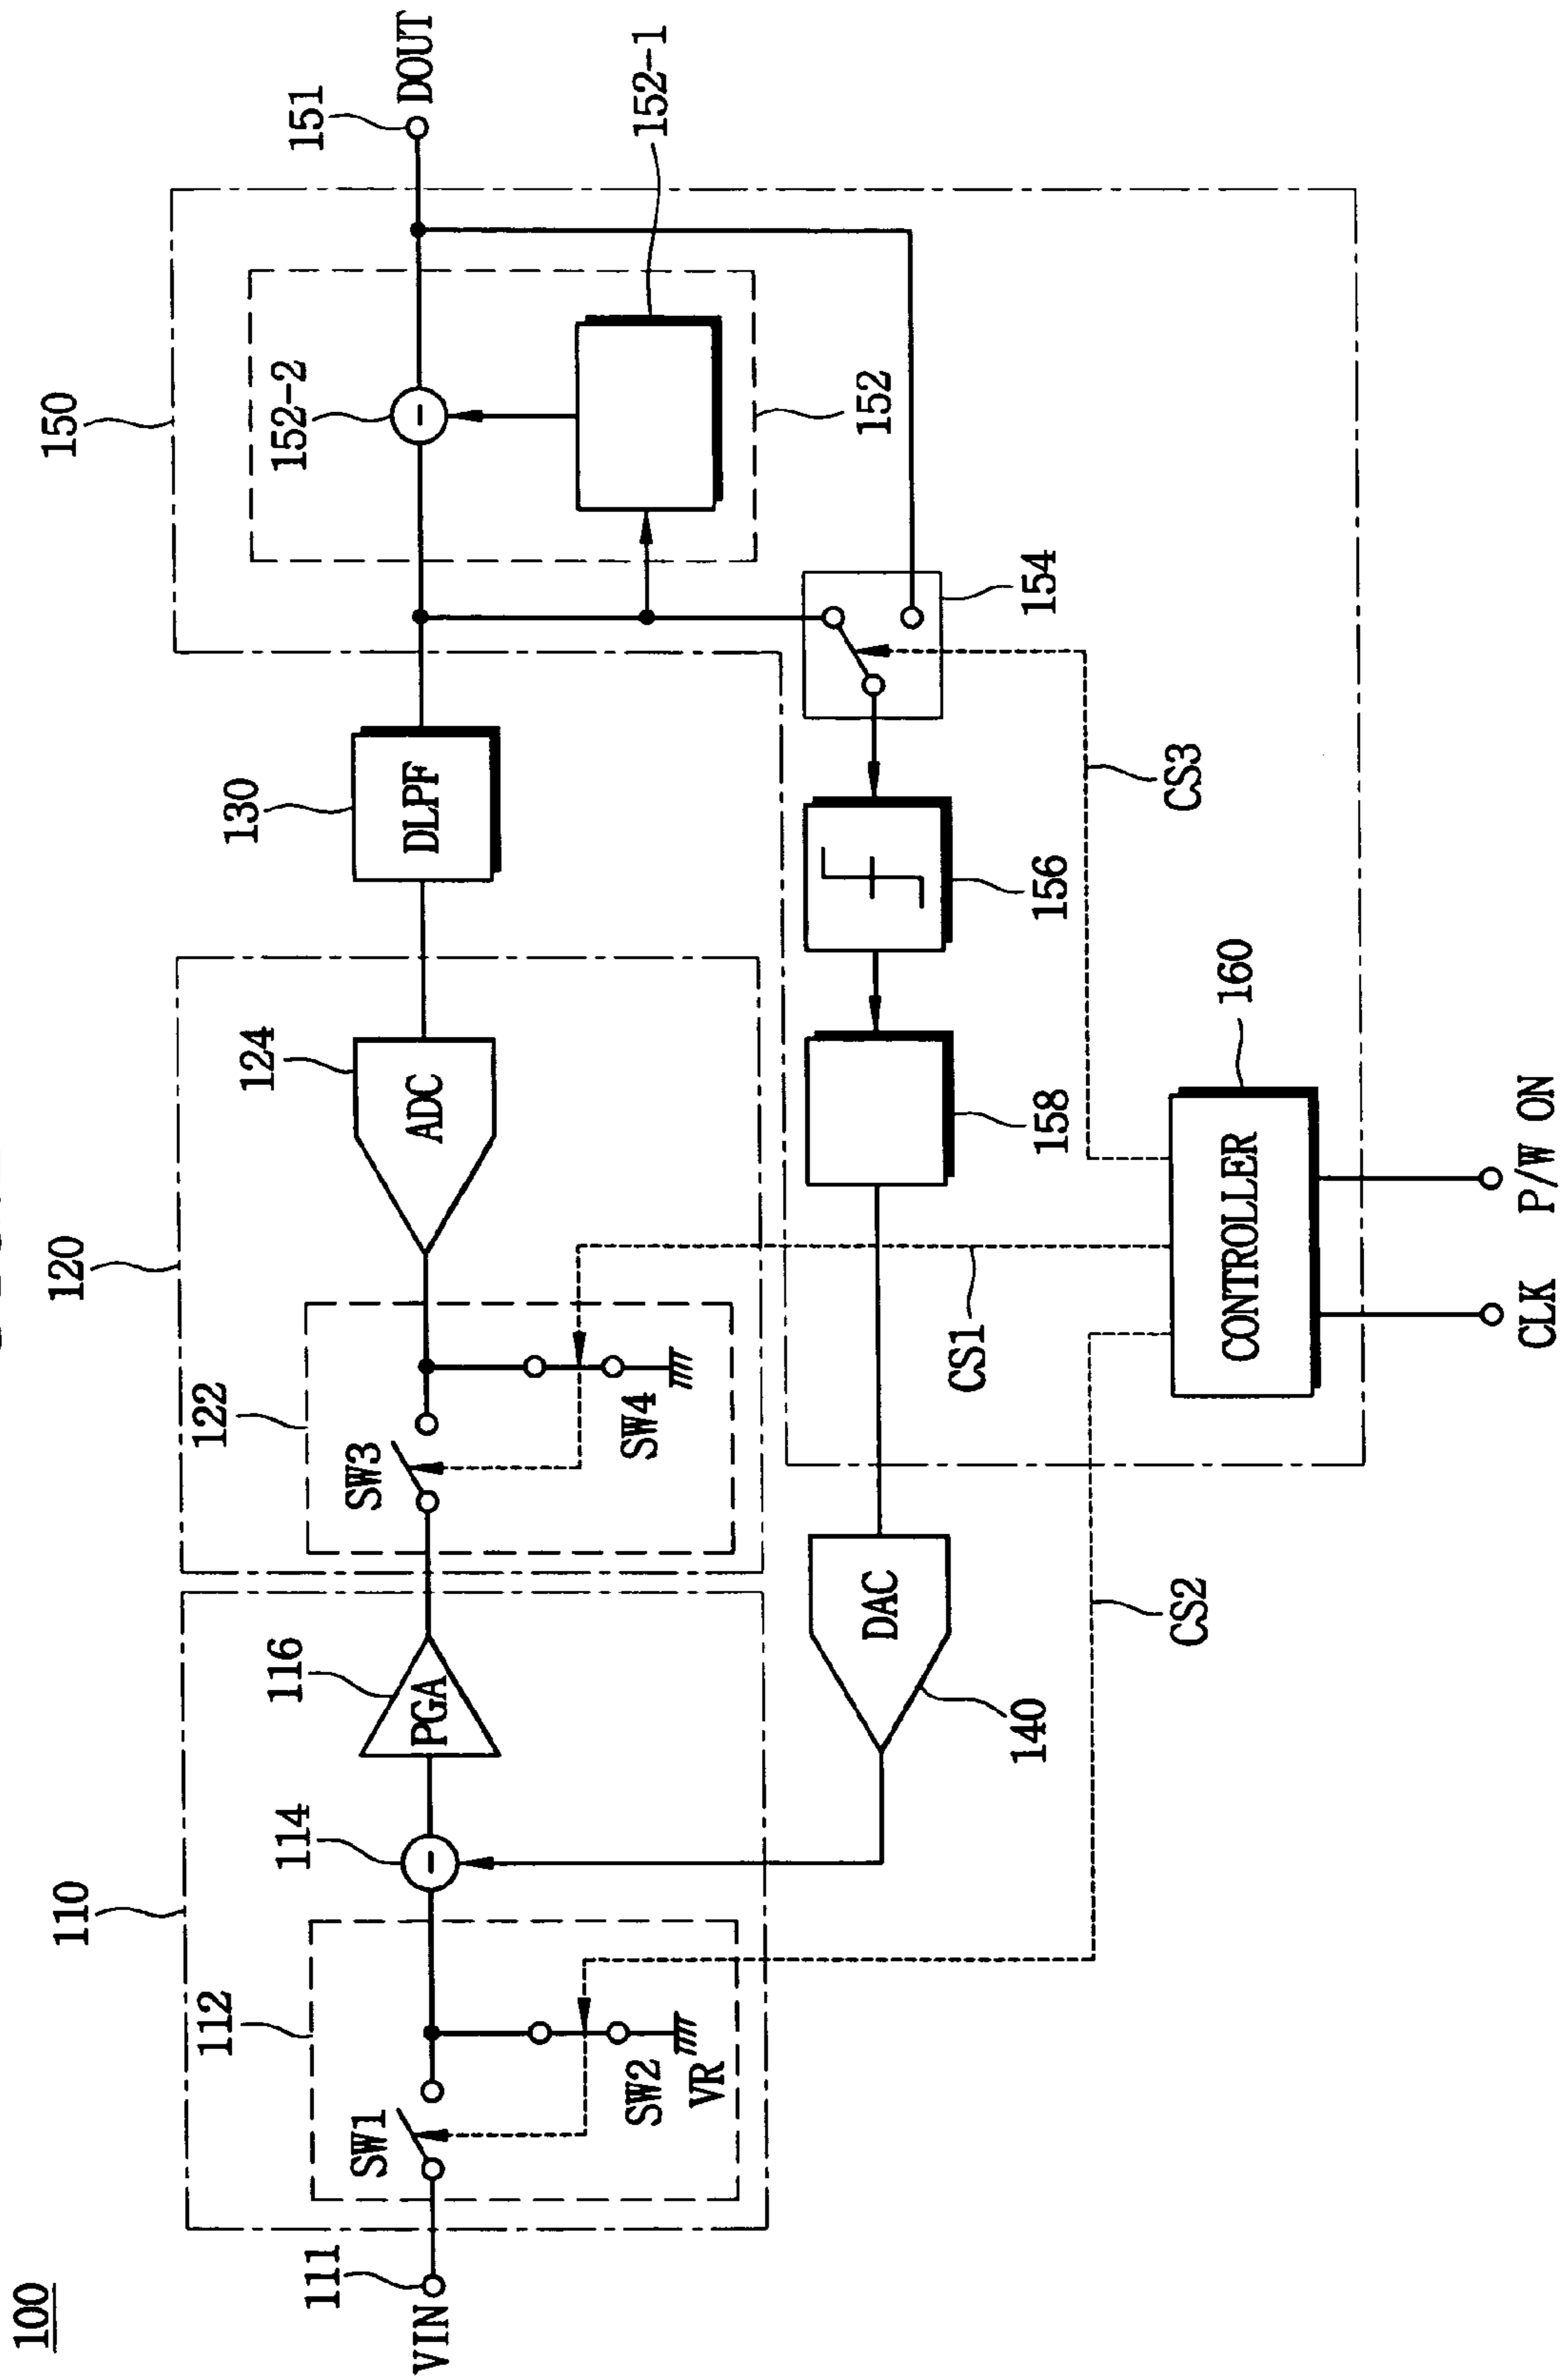 100
110
120
150
112
114
116
122
124
130
152-2
151
VIN
111
SW1
PGA
SW3
ADC
DLPF
DOUT
SW2
VR
SW4
152
152-1
140
DAC
158
156
154
CS2
CS1
CS3
CONTROLLER
160
CLK
P/W ON